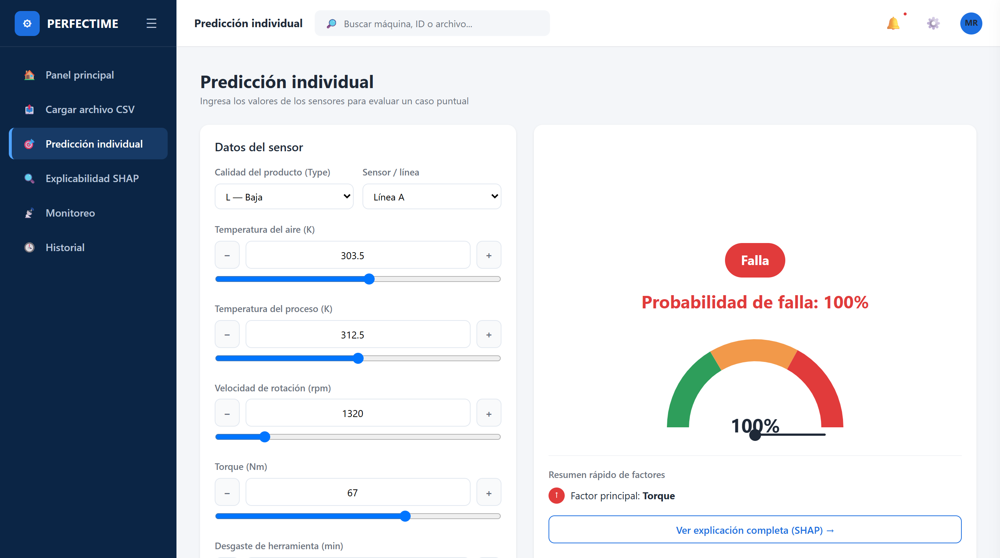 PERFECTIME
Panel principal
Cargar archivo CSV
Predicción individual
Explicabilidad SHAP
Monitoreo
Historial
Predicción individual
Buscar máquina, ID o archivo...
MR
Predicción individual
Ingresa los valores de los sensores para evaluar un caso puntual
Datos del sensor
Calidad del producto (Type)
Sensor / línea
L — Baja
Línea A
Temperatura del aire (K)
− 303.5 +
Temperatura del proceso (K)
− 312.5 +
Velocidad de rotación (rpm)
− 1320 +
Torque (Nm)
− 67 +
Desgaste de herramienta (min)
Falla
Probabilidad de falla: 100%
100%
Resumen rápido de factores
↑ Factor principal: Torque
Ver explicación completa (SHAP) →